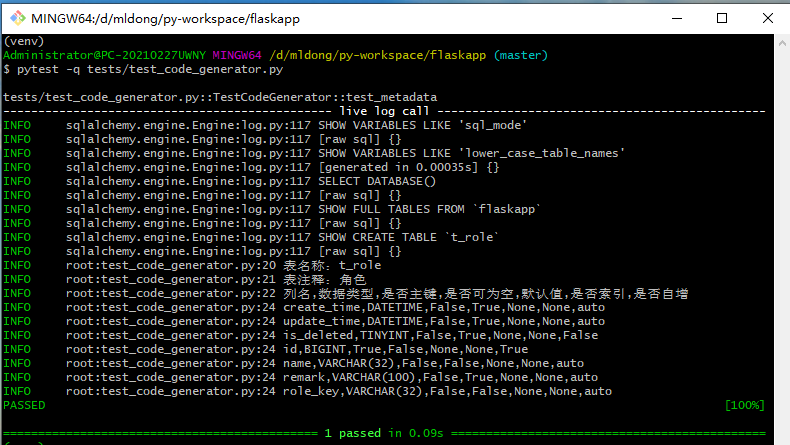 MINGW64:/d/mldong/py-workspace/flaskapp
(venv)
Administrator@PC-20210227UWNY MINGW64 /d/mldong/py-workspace/flaskapp (master)
$ pytest -q tests/test_code_generator.py
tests/test_code_generator.py::TestCodeGenerator::test_metadata
-------------------------------- live log call --------------------------------
INFO sqlalchemy.engine.Engine:log.py:117 SHOW VARIABLES LIKE 'sql_mode'
INFO sqlalchemy.engine.Engine:log.py:117 [raw sql] {}
INFO sqlalchemy.engine.Engine:log.py:117 SHOW VARIABLES LIKE 'lower_case_table_names'
INFO sqlalchemy.engine.Engine:log.py:117 [generated in 0.00035s] {}
INFO sqlalchemy.engine.Engine:log.py:117 SELECT DATABASE()
INFO sqlalchemy.engine.Engine:log.py:117 [raw sql] {}
INFO sqlalchemy.engine.Engine:log.py:117 SHOW FULL TABLES FROM `flaskapp`
INFO sqlalchemy.engine.Engine:log.py:117 [raw sql] {}
INFO sqlalchemy.engine.Engine:log.py:117 SHOW CREATE TABLE `t_role`
INFO sqlalchemy.engine.Engine:log.py:117 [raw sql] {}
INFO root:test_code_generator.py:20 表名称：t_role
INFO root:test_code_generator.py:21 表注释：角色
INFO root:test_code_generator.py:22 列名,数据类型,是否主键,是否可为空,默认值,是否索引,是否自增
INFO root:test_code_generator.py:24 create_time,DATETIME,False,True,None,None,auto
INFO root:test_code_generator.py:24 update_time,DATETIME,False,True,None,None,auto
INFO root:test_code_generator.py:24 is_deleted,TINYINT,False,True,None,None,False
INFO root:test_code_generator.py:24 id,BIGINT,True,False,None,None,True
INFO root:test_code_generator.py:24 name,VARCHAR(32),False,False,None,None,auto
INFO root:test_code_generator.py:24 remark,VARCHAR(100),False,True,None,None,auto
INFO root:test_code_generator.py:24 role_key,VARCHAR(32),False,False,None,None,auto
PASSED [100%]
============================== 1 passed in 0.09s ==============================